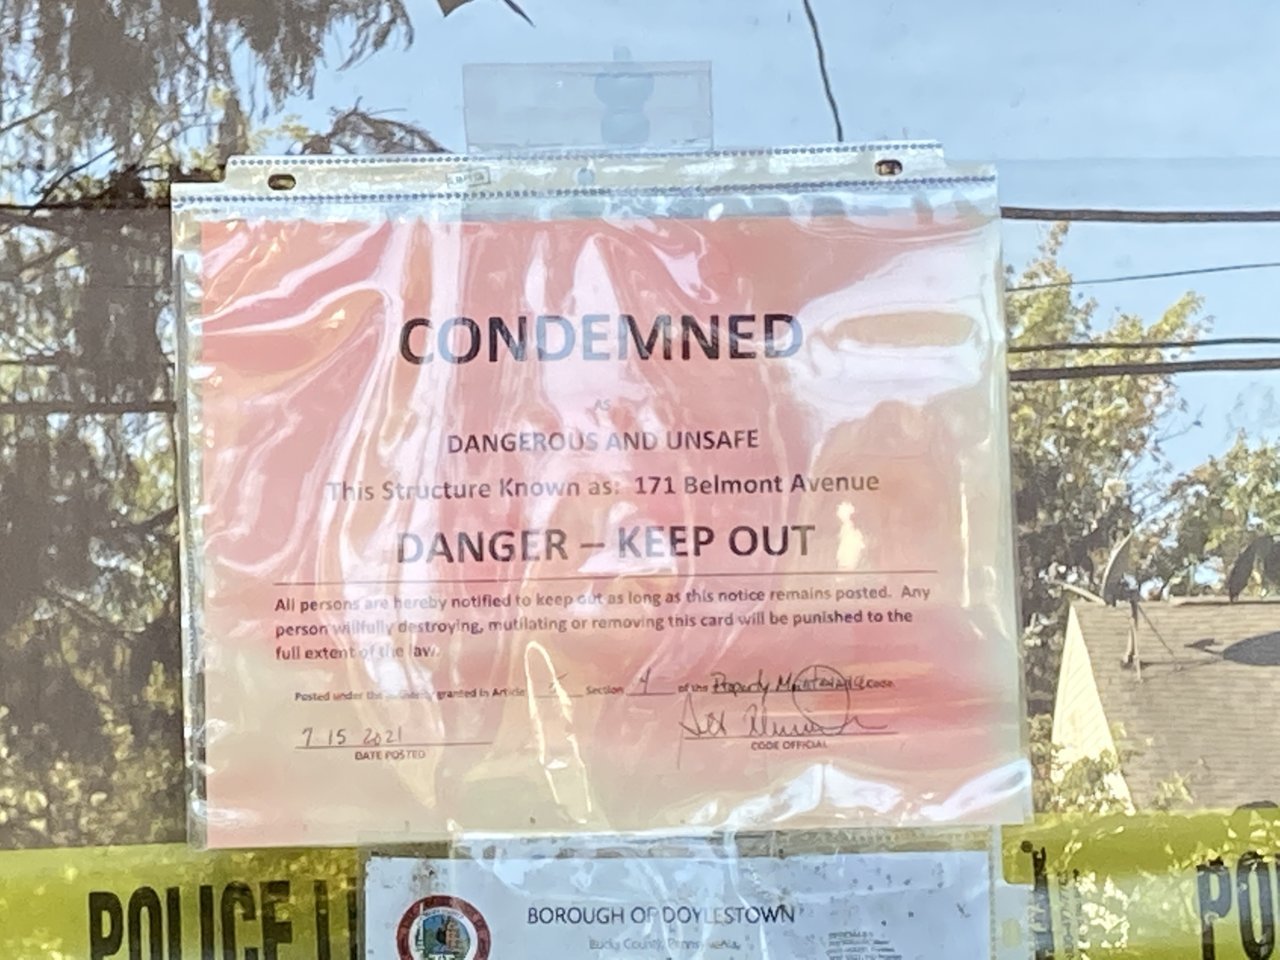 CONDEMNED
AS
DANGEROUS AND UNSAFE
This Structure Known as: 171 Belmont Avenue
DANGER – KEEP OUT
All persons are hereby notified to keep out as long as this notice remains posted. Any
person willfully destroying, mutilating or removing this card will be punished to the
full extent of the law.
Posted under the granted in Article Section 4 of the Property Maintenance Code
7 15 2021
DATE POSTED
CODE OFFICIAL
POLICE
BOROUGH OF DOYLESTOWN
Bucks County, Pennsylvania
PO